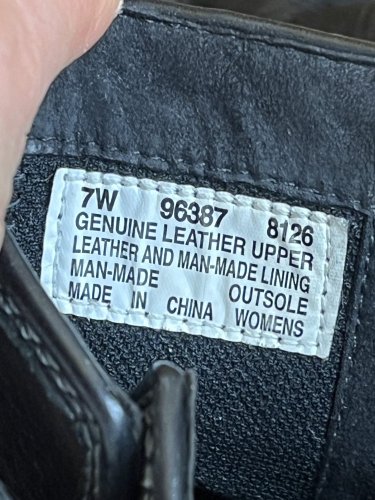 7W 96387 8126
GENUINE LEATHER UPPER
LEATHER AND MAN-MADE LINING
MAN-MADE OUTSOLE
MADE IN CHINA WOMENS